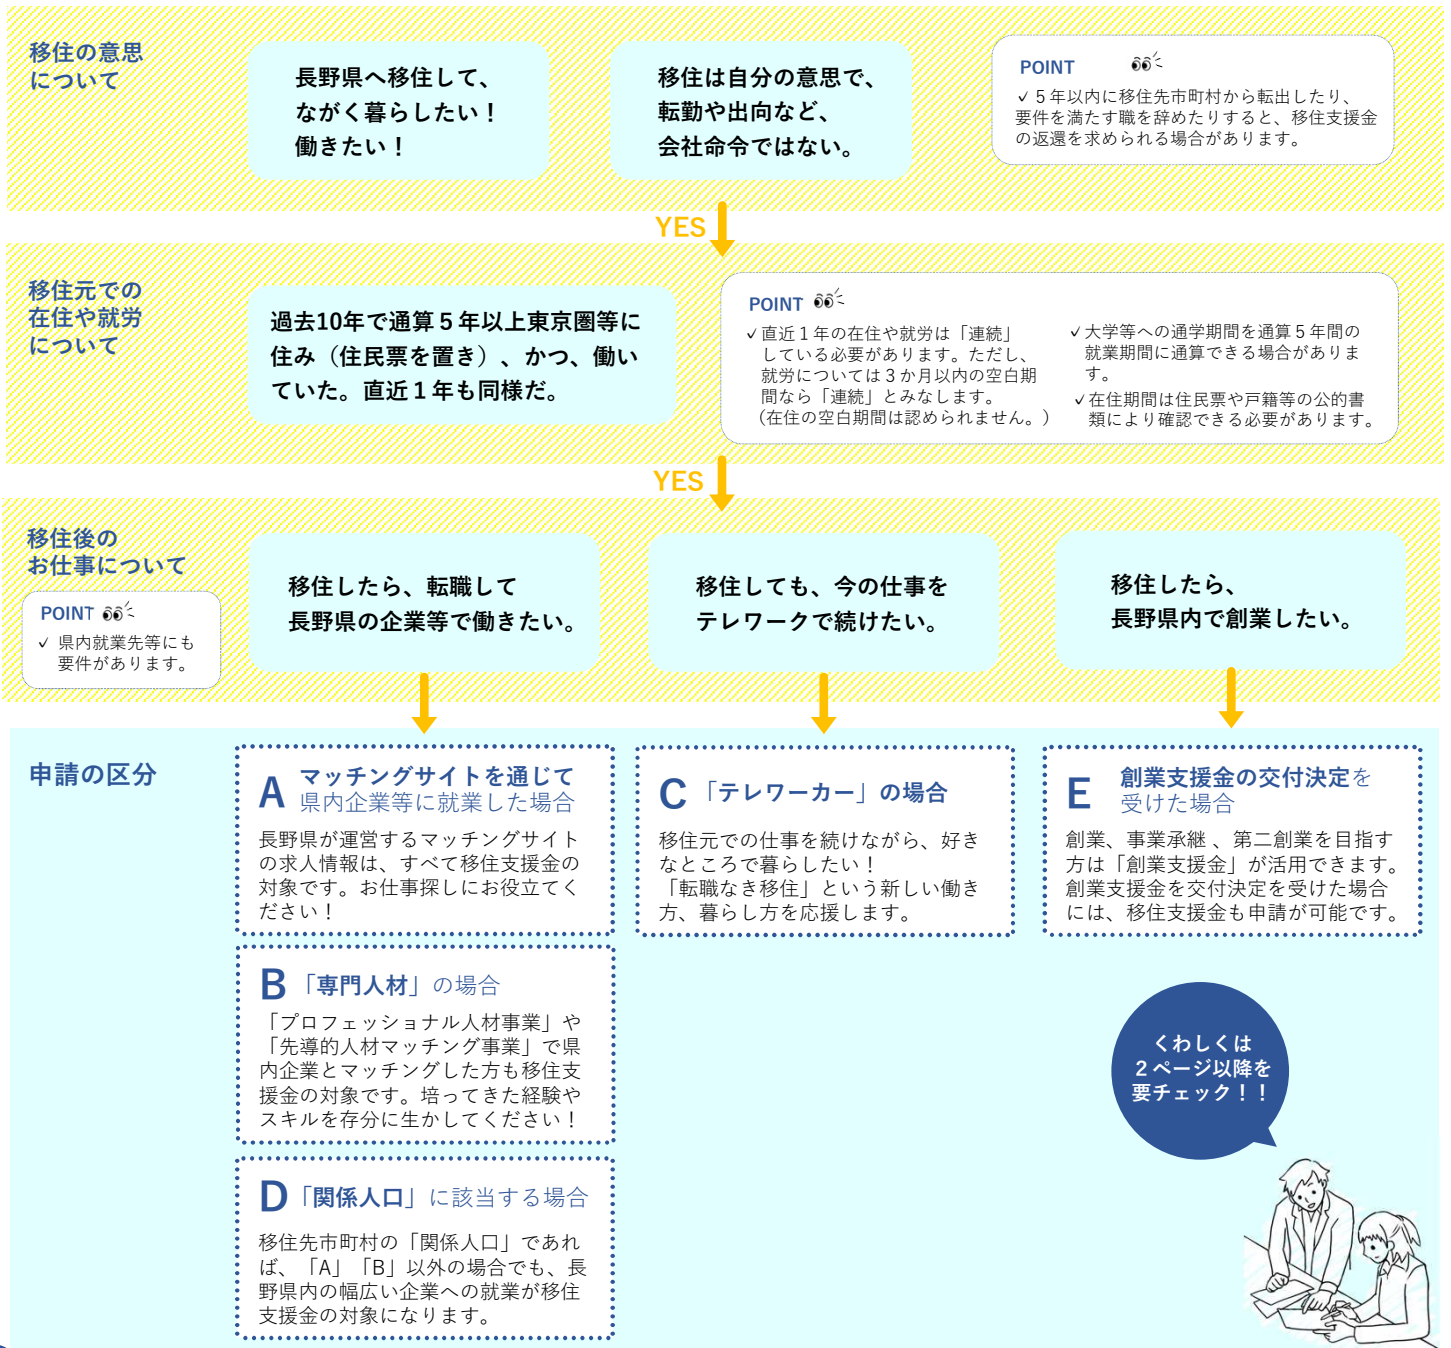 移住の意思
について
長野県へ移住して、
ながく暮らしたい！
働きたい！
移住は自分の意思で、
転勤や出向など、
会社命令ではない。
POINT
✓５年以内に移住先市町村から転出したり、
要件を満たす職を辞めたりすると、移住支援金
の返還を求められる場合があります。
YES
移住元での
在住や就労
について
過去10年で通算５年以上東京圏等に
住み（住民票を置き）、かつ、働い
ていた。直近１年も同様だ。
POINT
✓直近１年の在住や就労は「連続」
している必要があります。ただし、
就労については３か月以内の空白期
間なら「連続」とみなします。
（在住の空白期間は認められません。）
✓大学等への通学期間を通算５年間の
就業期間に通算できる場合がありま
す。
✓在住期間は住民票や戸籍等の公的書
類により確認できる必要があります。
YES
移住後の
お仕事について
POINT
✓ 県内就業先等にも
要件があります。
移住したら、転職して
長野県の企業等で働きたい。
移住しても、今の仕事を
テレワークで続けたい。
移住したら、
長野県内で創業したい。
申請の区分
A マッチングサイトを通じて
県内企業等に就業した場合
長野県が運営するマッチングサイト
の求人情報は、すべて移住支援金の
対象です。お仕事探しにお役立てく
ださい！
B 「専門人材」の場合
「プロフェッショナル人材事業」や
「先導的人材マッチング事業」で県
内企業とマッチングした方も移住支
援金の対象です。培ってきた経験や
スキルを存分に生かしてください！
D 「関係人口」に該当する場合
移住先市町村の「関係人口」であれ
ば、「A」「B」以外の場合でも、長
野県内の幅広い企業への就業が移住
支援金の対象になります。
C 「テレワーカー」の場合
移住元での仕事を続けながら、好き
なところで暮らしたい！
「転職なき移住」という新しい働き
方、暮らし方を応援します。
E 創業支援金の交付決定を
受けた場合
創業、事業承継 、第二創業を目指す
方は「創業支援金」が活用できます。
創業支援金を交付決定を受けた場合
には、移住支援金も申請が可能です。
くわしくは
２ページ以降を
要チェック！！